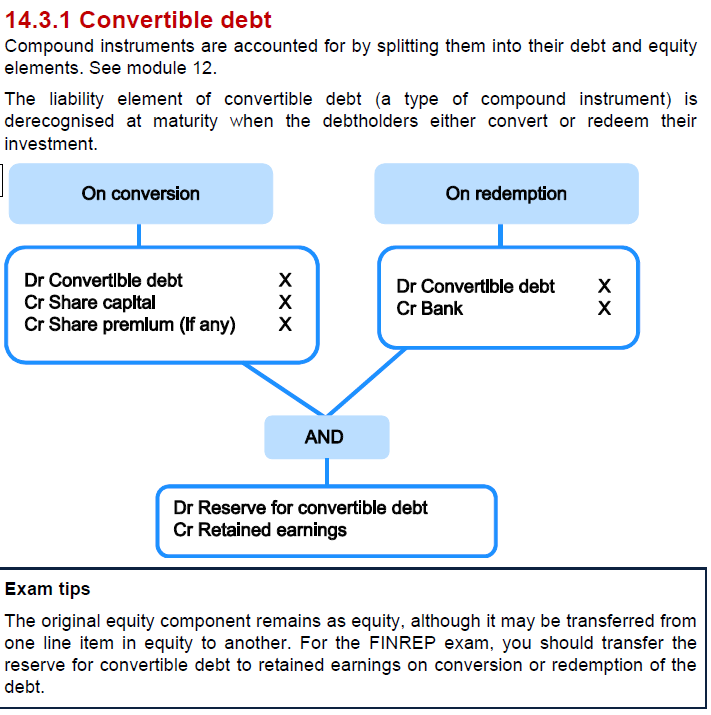 14.3.1 Convertible debt
Compound instruments are accounted for by splitting them into their debt and equity
elements. See module 12.
The liability element of convertible debt (a type of compound instrument) is
derecognised at maturity when the debtholders either convert or redeem their
investment.
On conversion
On redemption
Dr Convertible debt X
Cr Share capital X
Cr Share premium (if any) X
Dr Convertible debt X
Cr Bank X
AND
Dr Reserve for convertible debt
Cr Retained earnings
Exam tips
The original equity component remains as equity, although it may be transferred from
one line item in equity to another. For the FINREP exam, you should transfer the
reserve for convertible debt to retained earnings on conversion or redemption of the
debt.